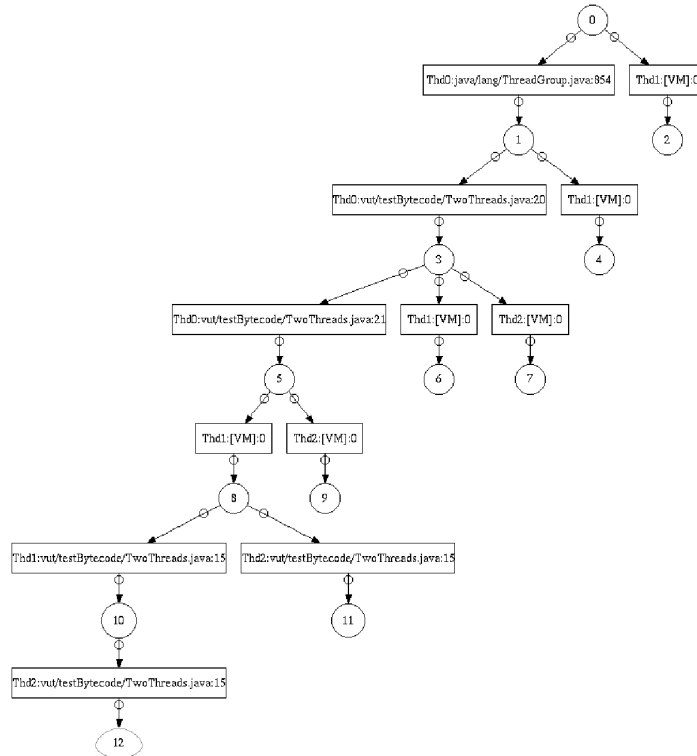 0
Thd0:java/lang/ThreadGroup.java:854
Thd1:[VM]:0
1
2
Thd0:vut/testBytecode/TwoThreads.java:20
Thd1:[VM]:0
3
4
Thd0:vut/testBytecode/TwoThreads.java:21
Thd1:[VM]:0
Thd2:[VM]:0
5
6
7
Thd1:[VM]:0
Thd2:[VM]:0
8
9
Thd1:vut/testBytecode/TwoThreads.java:15
Thd2:vut/testBytecode/TwoThreads.java:15
10
11
Thd2:vut/testBytecode/TwoThreads.java:15
12